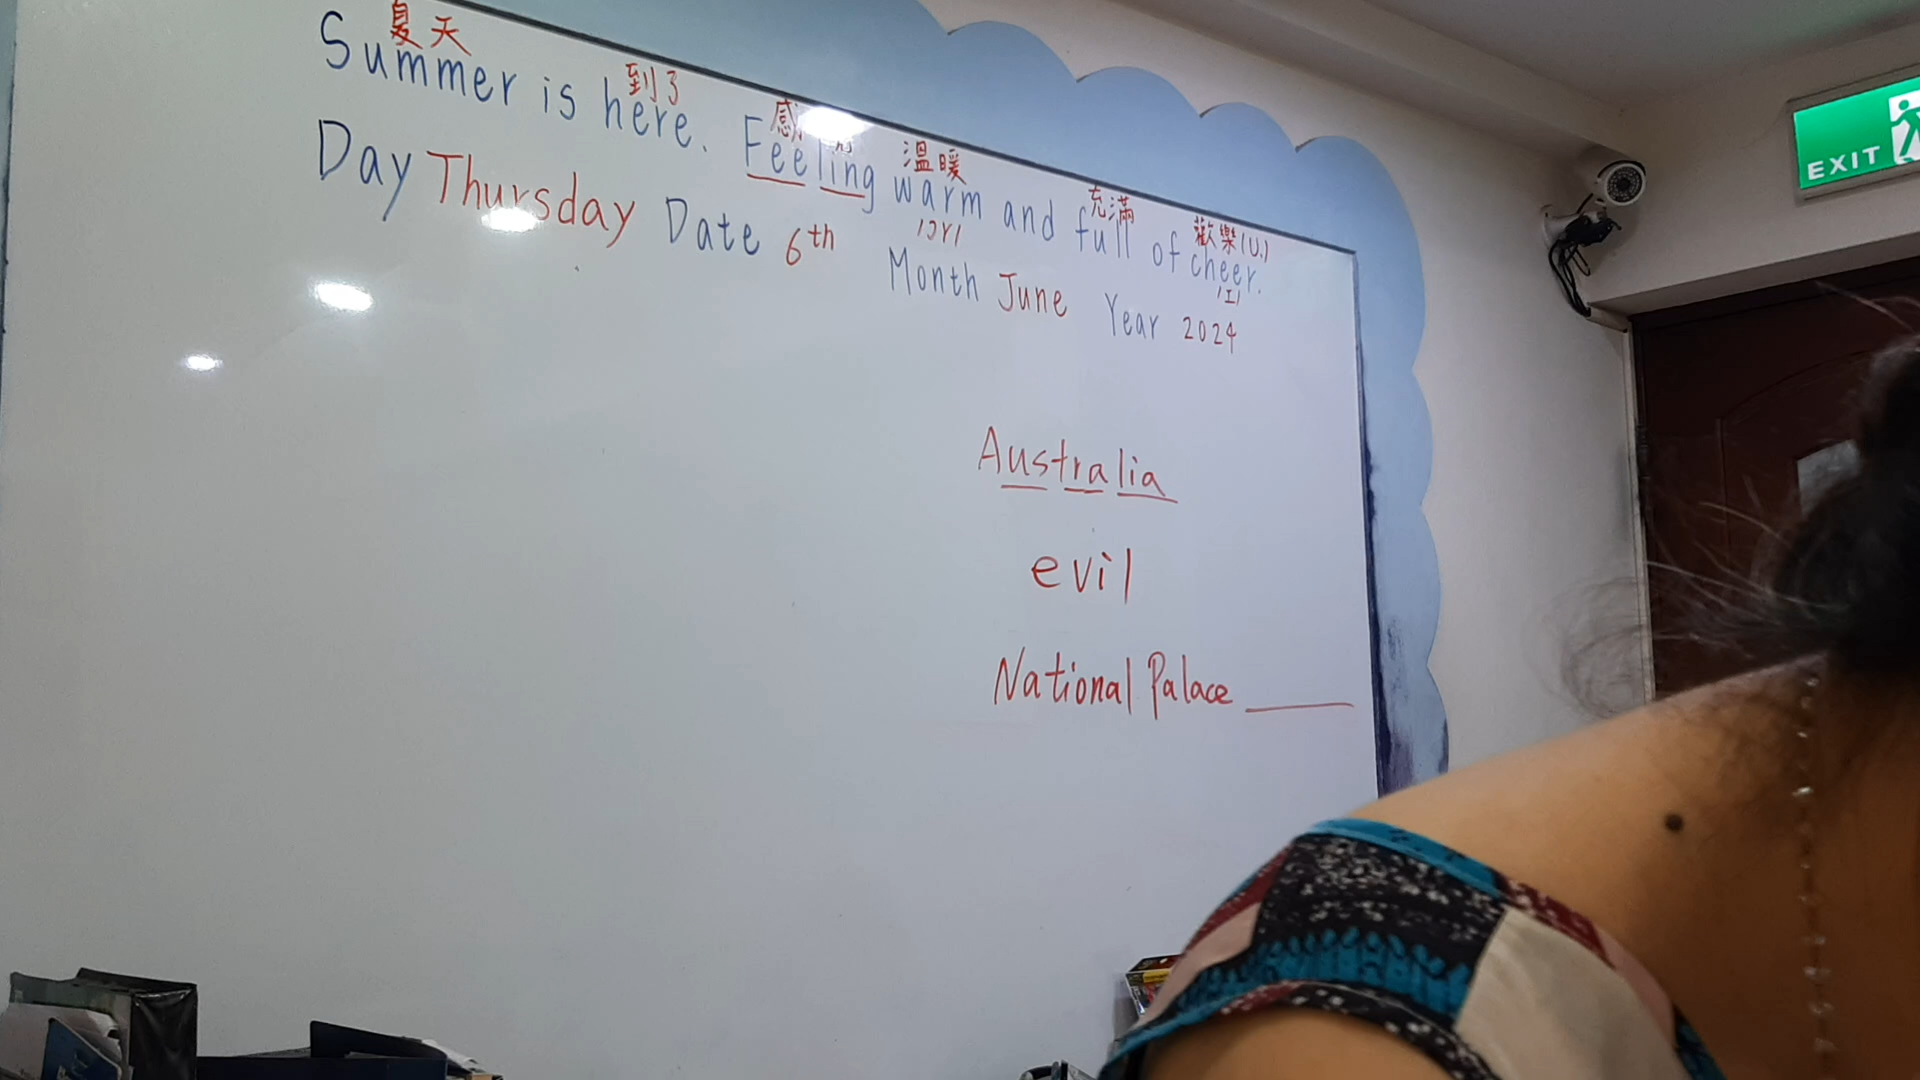 夏天 到了
Summer is here. Feeling warm and full of cheer.
感 溫暖 充滿 歡樂(U.)
Day Thursday Date 6th Month June Year 2024
Australia
evil
National Palace ______
EXIT